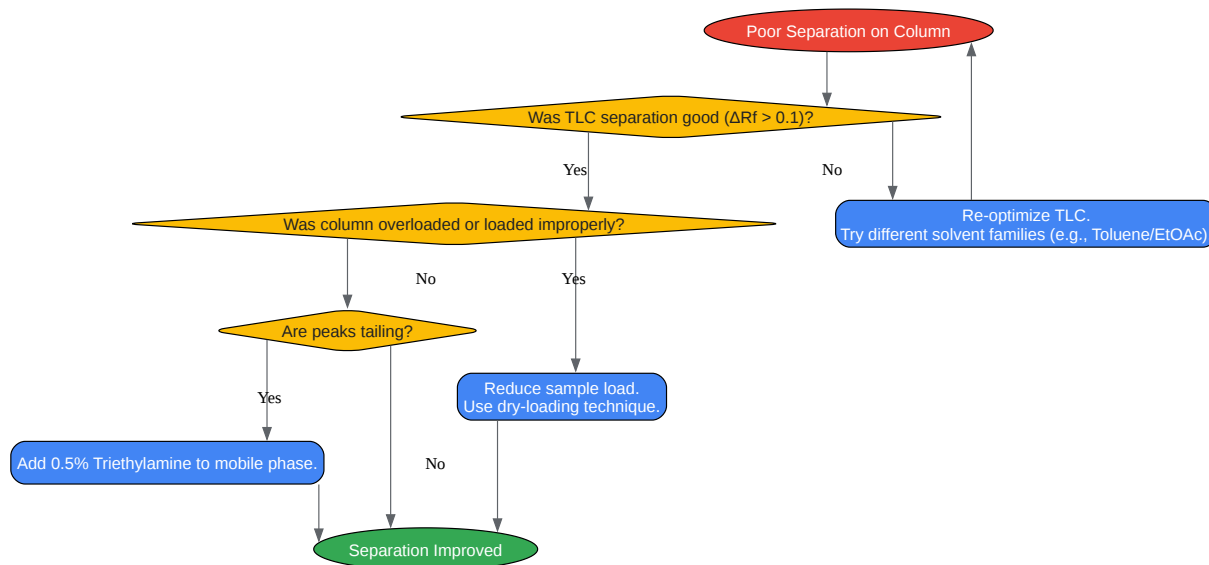 Poor Separation on Column
Was TLC separation good (ΔRf > 0.1)?
Yes
No
Was column overloaded or loaded improperly?
Re-optimize TLC.
Try different solvent families (e.g., Toluene/EtOAc)
No
Yes
Are peaks tailing?
Yes
Reduce sample load.
Use dry-loading technique.
Add 0.5% Triethylamine to mobile phase.
No
Separation Improved